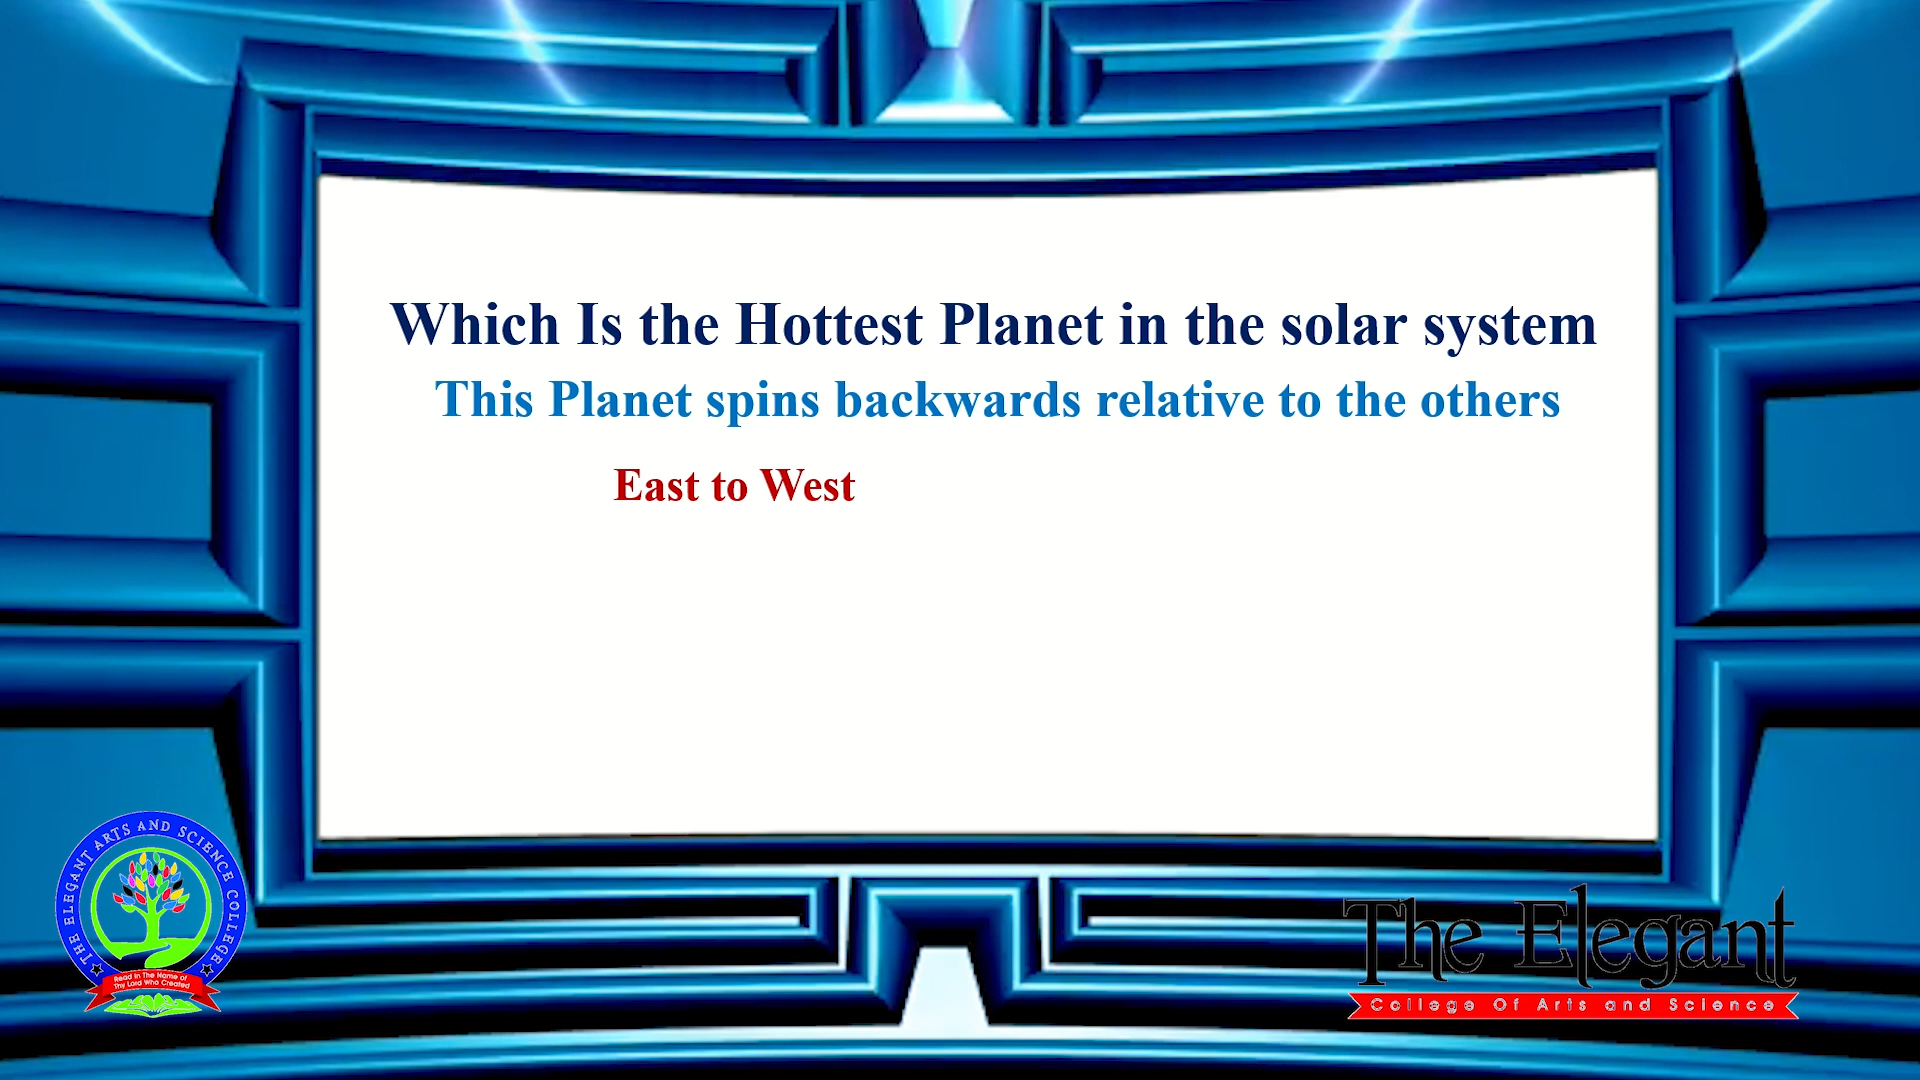 Which Is the Hottest Planet in the solar system
This Planet spins backwards relative to the others
East to West
THE ELEGANT ARTS AND SCIENCE COLLEGE
Read In The Name of
Thy Lord Who Created
The Elegant
College Of Arts and Science